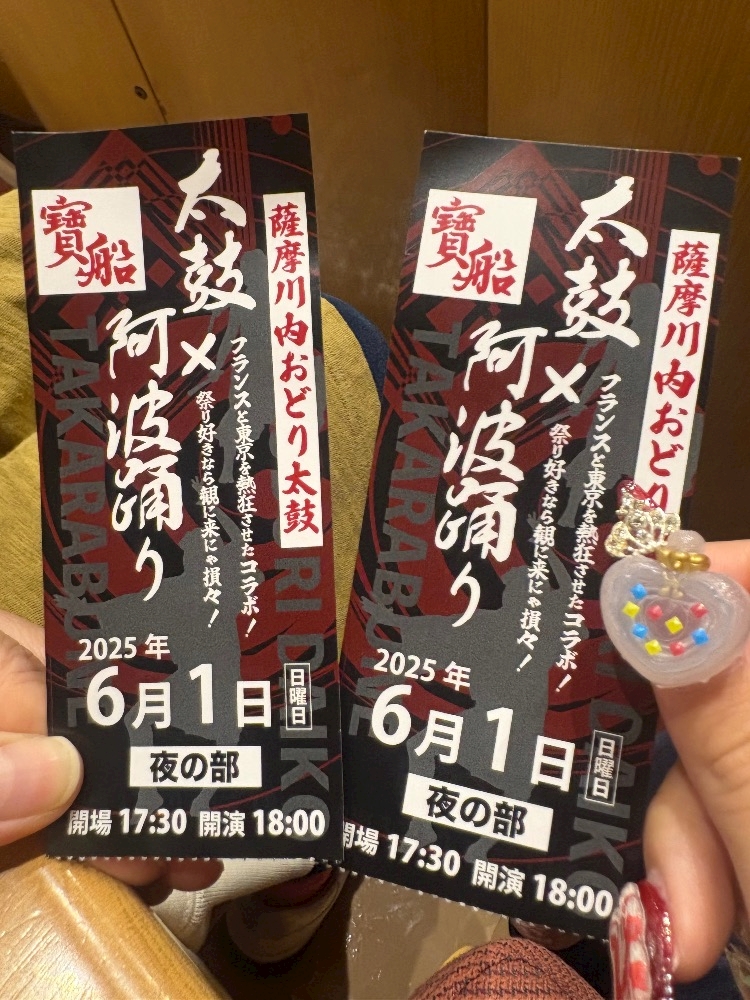 薩摩川内おどり太鼓
寶船
太鼓
×
阿波踊り
フランスと東京を熱狂させたコラボ!
祭り好きなら観に来にゃ損々!
TAKARABUNE
ORIDAIKO
2025年
6月1日
日曜日
夜の部
開場 17:30 開演 18:00
薩摩川内おどり
寶船
太鼓
×
阿波踊り
フランスと東京を熱狂させたコラボ!
祭り好きなら観に来にゃ損々!
TAKARABUNE
2025年
6月1日
日曜日
夜の部
開場 17:30 開演 18:00